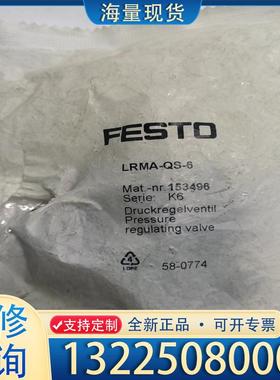 海量现货
FESTO
LRMA-QS-6
Mat.-nr. 153496
Serie: K6
Druckregelventil
Pressure
regulating valve
LDPE
58-0774
修
询
支持定制 全新正品 可开专票
1322508000